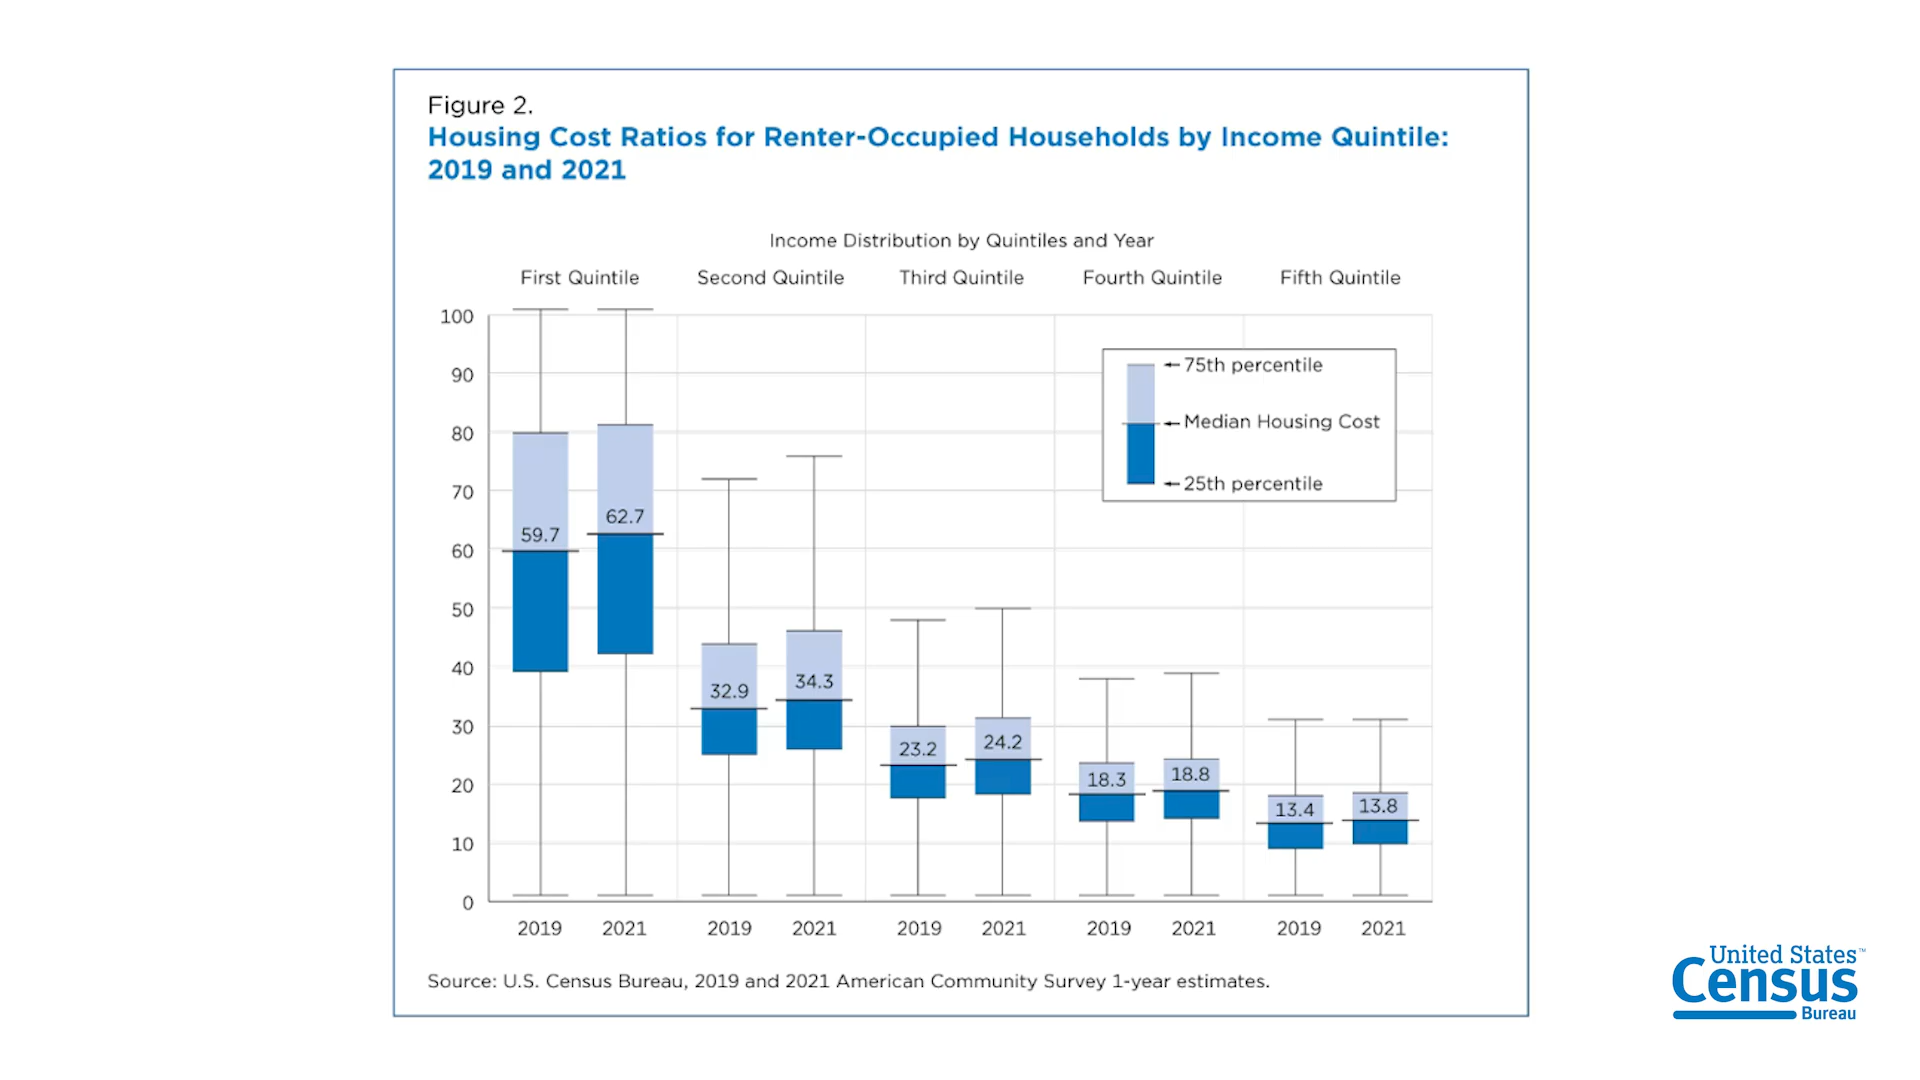 Figure 2.
Housing Cost Ratios for Renter-Occupied Households by Income Quintile:
2019 and 2021
Income Distribution by Quintiles and Year
First Quintile Second Quintile Third Quintile Fourth Quintile Fifth Quintile
100
90
80
70
60
50
40
30
20
10
0
75th percentile
Median Housing Cost
25th percentile
59.7 62.7
32.9 34.3
23.2 24.2
18.3 18.8
13.4 13.8
2019 2021 2019 2021 2019 2021 2019 2021 2019 2021
Source: U.S. Census Bureau, 2019 and 2021 American Community Survey 1-year estimates.
United States™
Census
Bureau